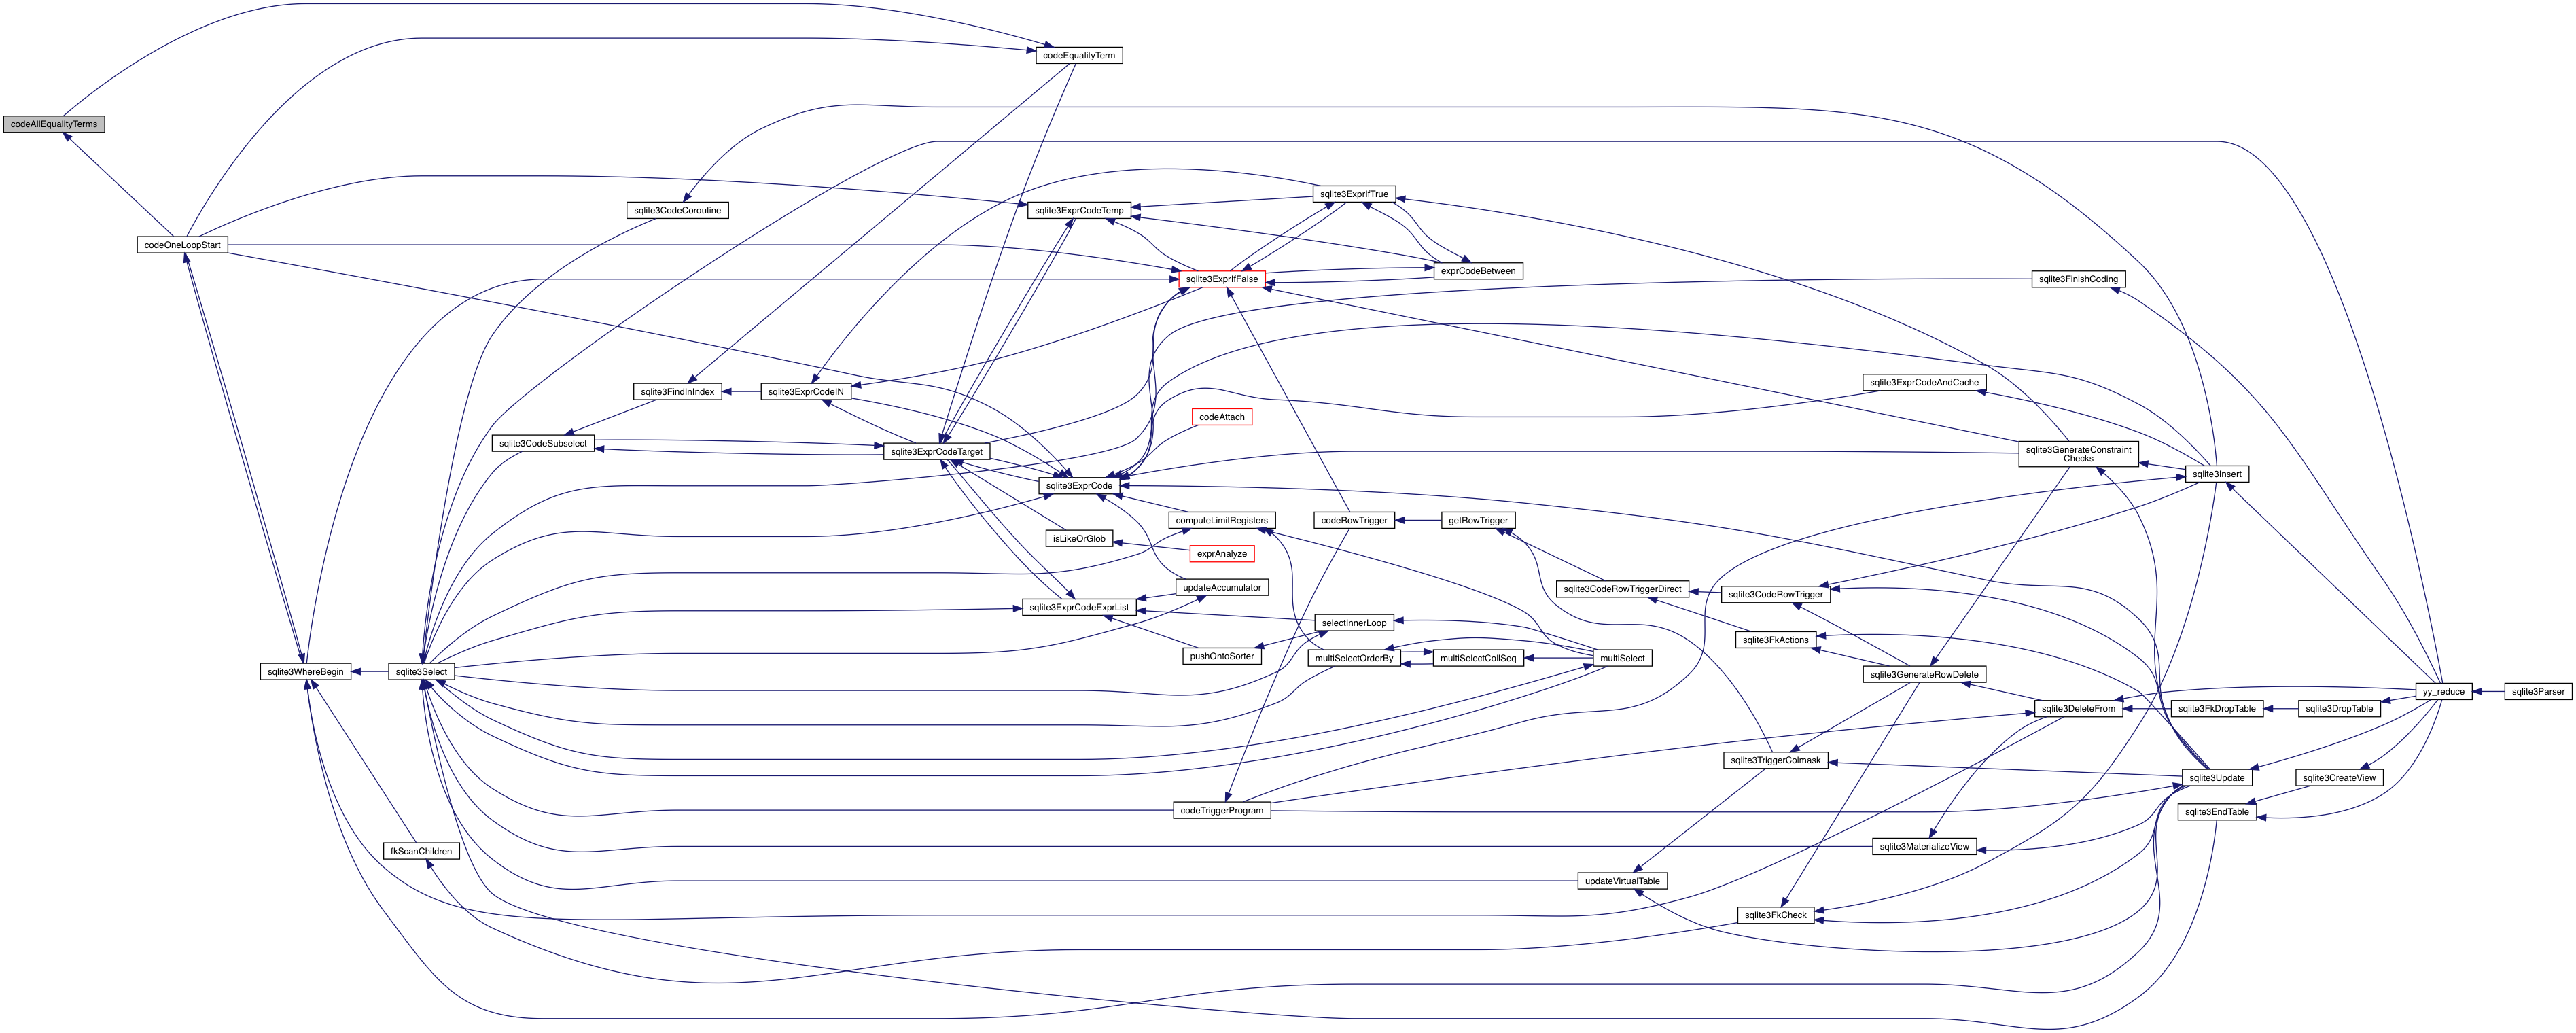 codeEqualityTerm
codeAllEqualityTerms
sqlite3ExprIfTrue
sqlite3CodeCoroutine
sqlite3ExprCodeTemp
codeOneLoopStart
exprCodeBetween
sqlite3ExprIfFalse
sqlite3FinishCoding
sqlite3FindInIndex
sqlite3ExprCodeIN
sqlite3ExprCodeAndCache
codeAttach
sqlite3CodeSubselect
sqlite3ExprCodeTarget
sqlite3GenerateConstraint
Checks
sqlite3Insert
sqlite3ExprCode
computeLimitRegisters
codeRowTrigger
getRowTrigger
isLikeOrGlob
exprAnalyze
updateAccumulator
sqlite3CodeRowTriggerDirect
sqlite3CodeRowTrigger
sqlite3ExprCodeExprList
selectInnerLoop
sqlite3FkActions
pushOntoSorter
multiSelectOrderBy
multiSelectCollSeq
multiSelect
sqlite3WhereBegin
sqlite3Select
sqlite3GenerateRowDelete
yy_reduce
sqlite3Parser
sqlite3DeleteFrom
sqlite3FkDropTable
sqlite3DropTable
sqlite3TriggerColmask
sqlite3Update
sqlite3CreateView
codeTriggerProgram
sqlite3EndTable
fkScanChildren
sqlite3MaterializeView
updateVirtualTable
sqlite3FkCheck